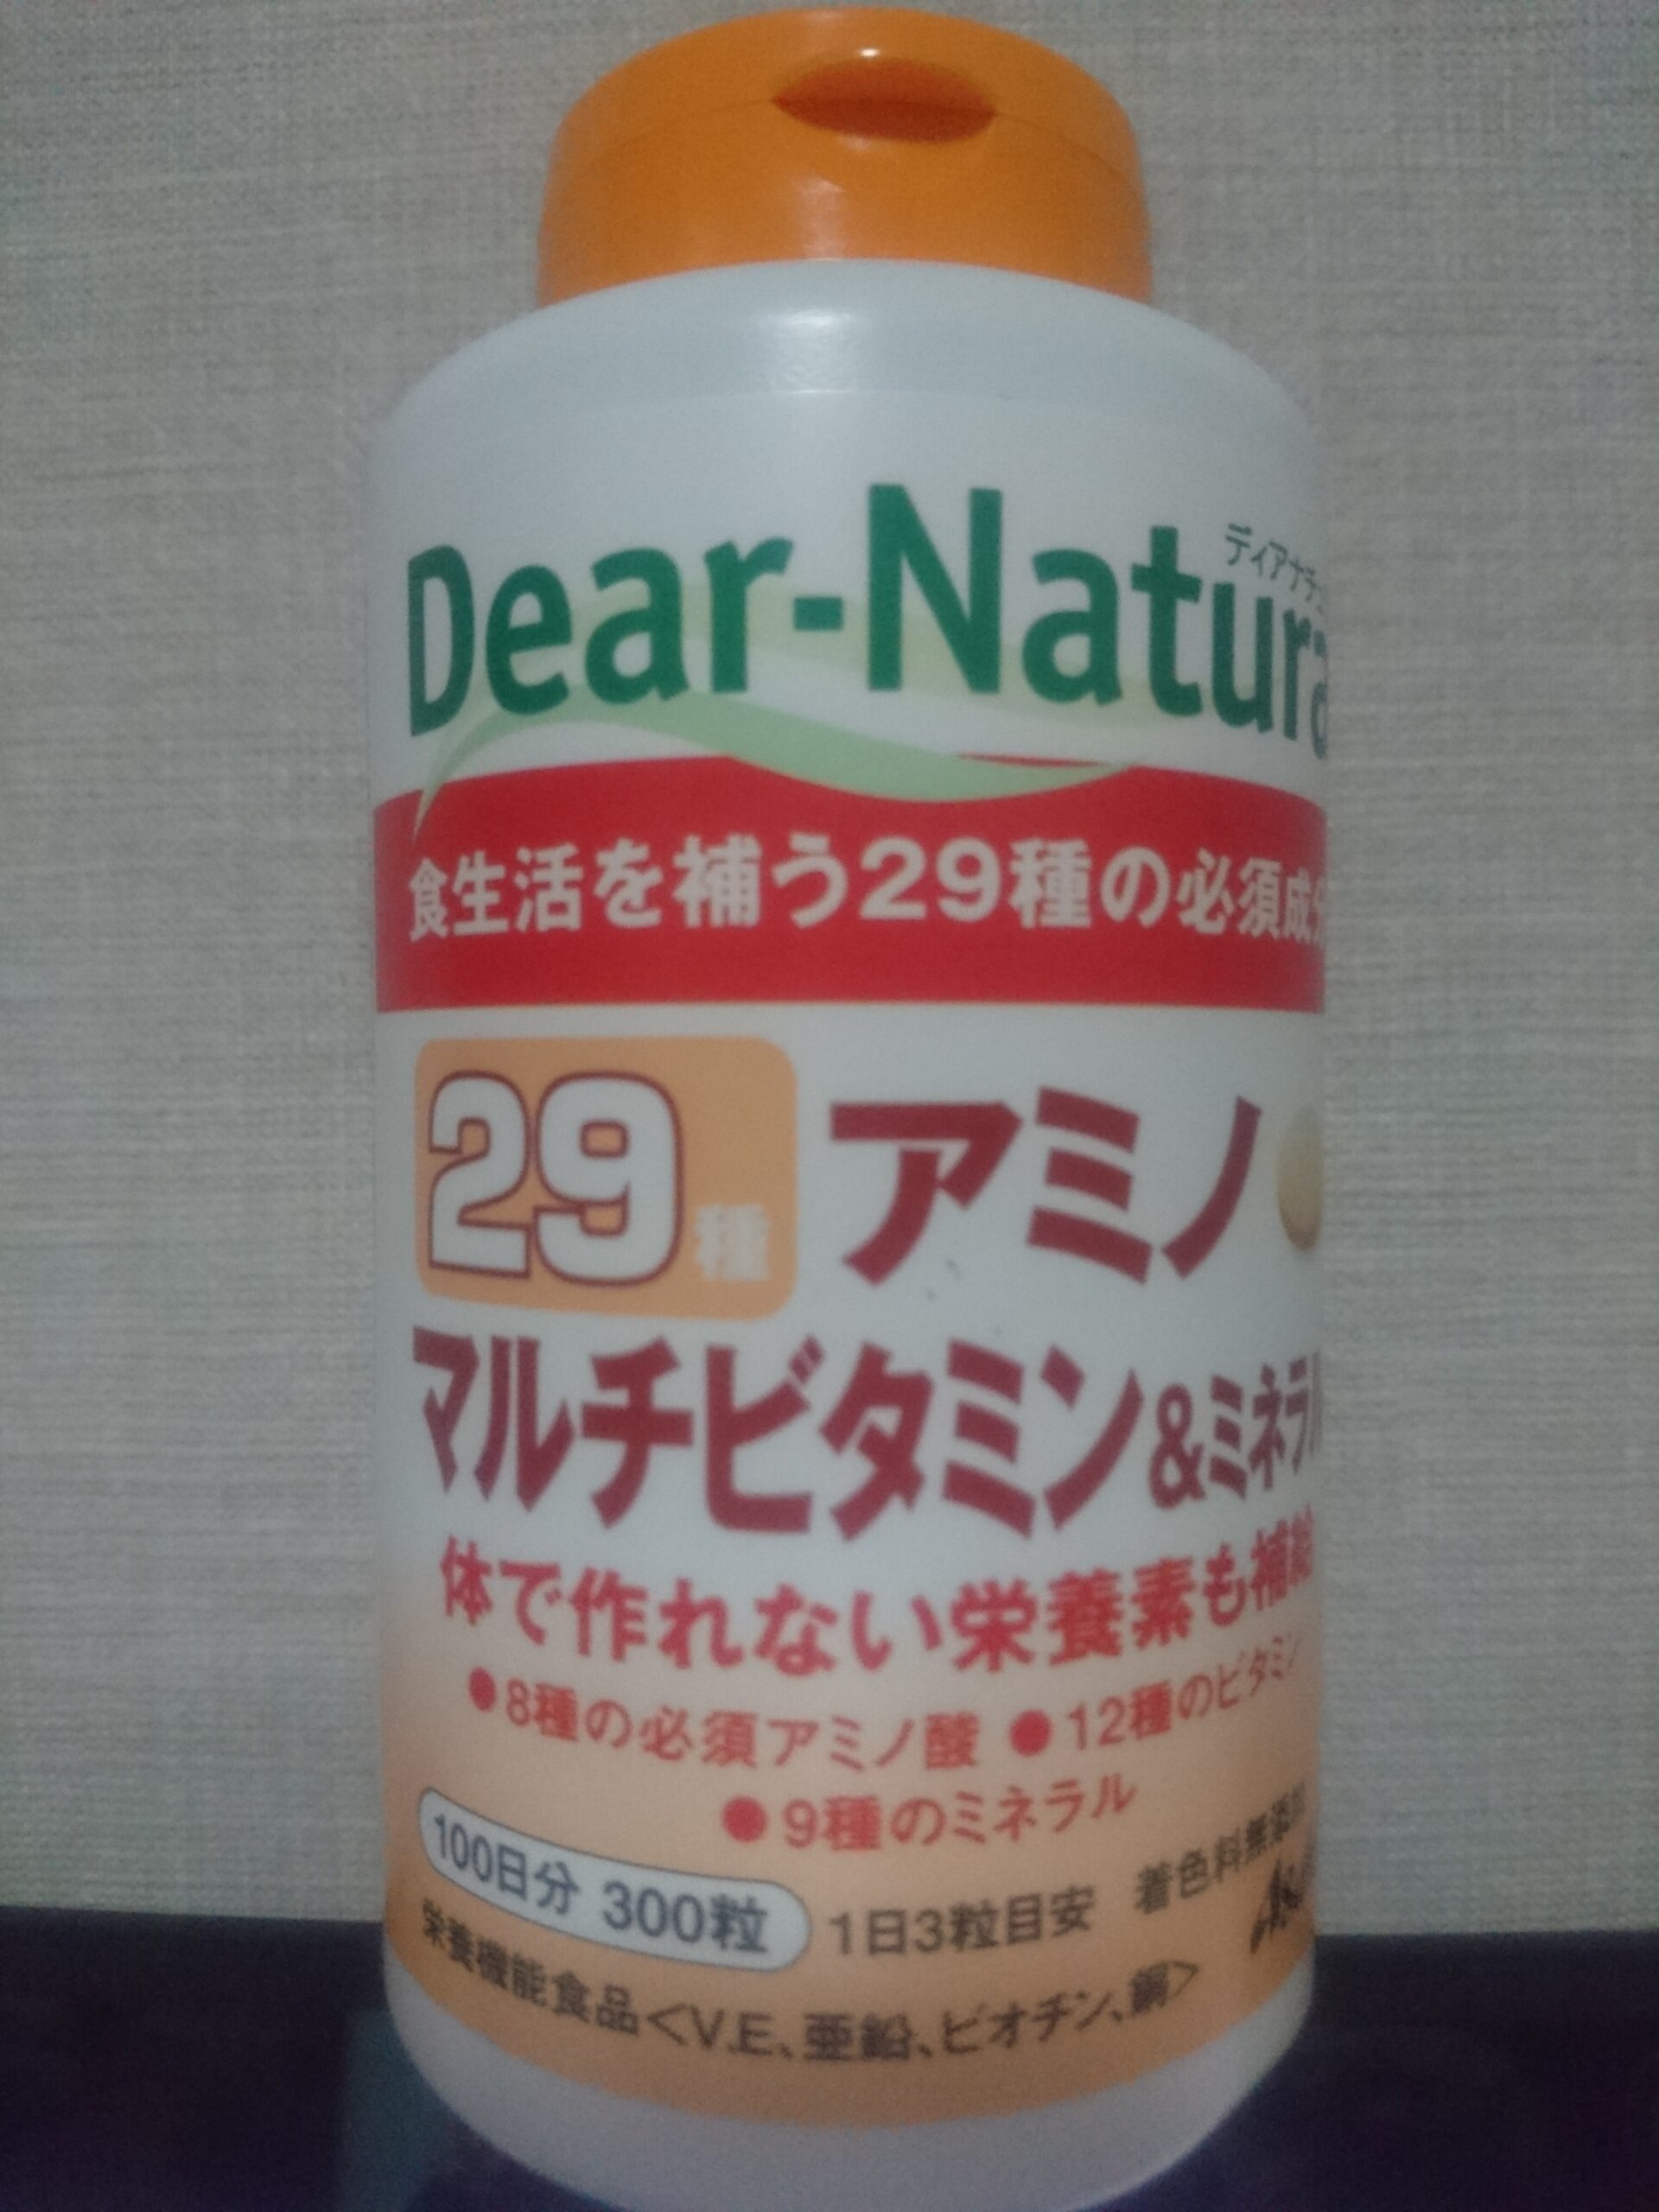 ディアナチュ
Dear-Natura
食生活を補う29種の必須成分
29種 アミノ
マルチビタミン&ミネラル
体で作れない栄養素も補給
●8種の必須アミノ酸 ●12種のビタミン
●9種のミネラル
100日分 300粒 1日3粒目安 着色料無添加
Asa
栄養機能食品<V.E、亜鉛、ビオチン、銅>